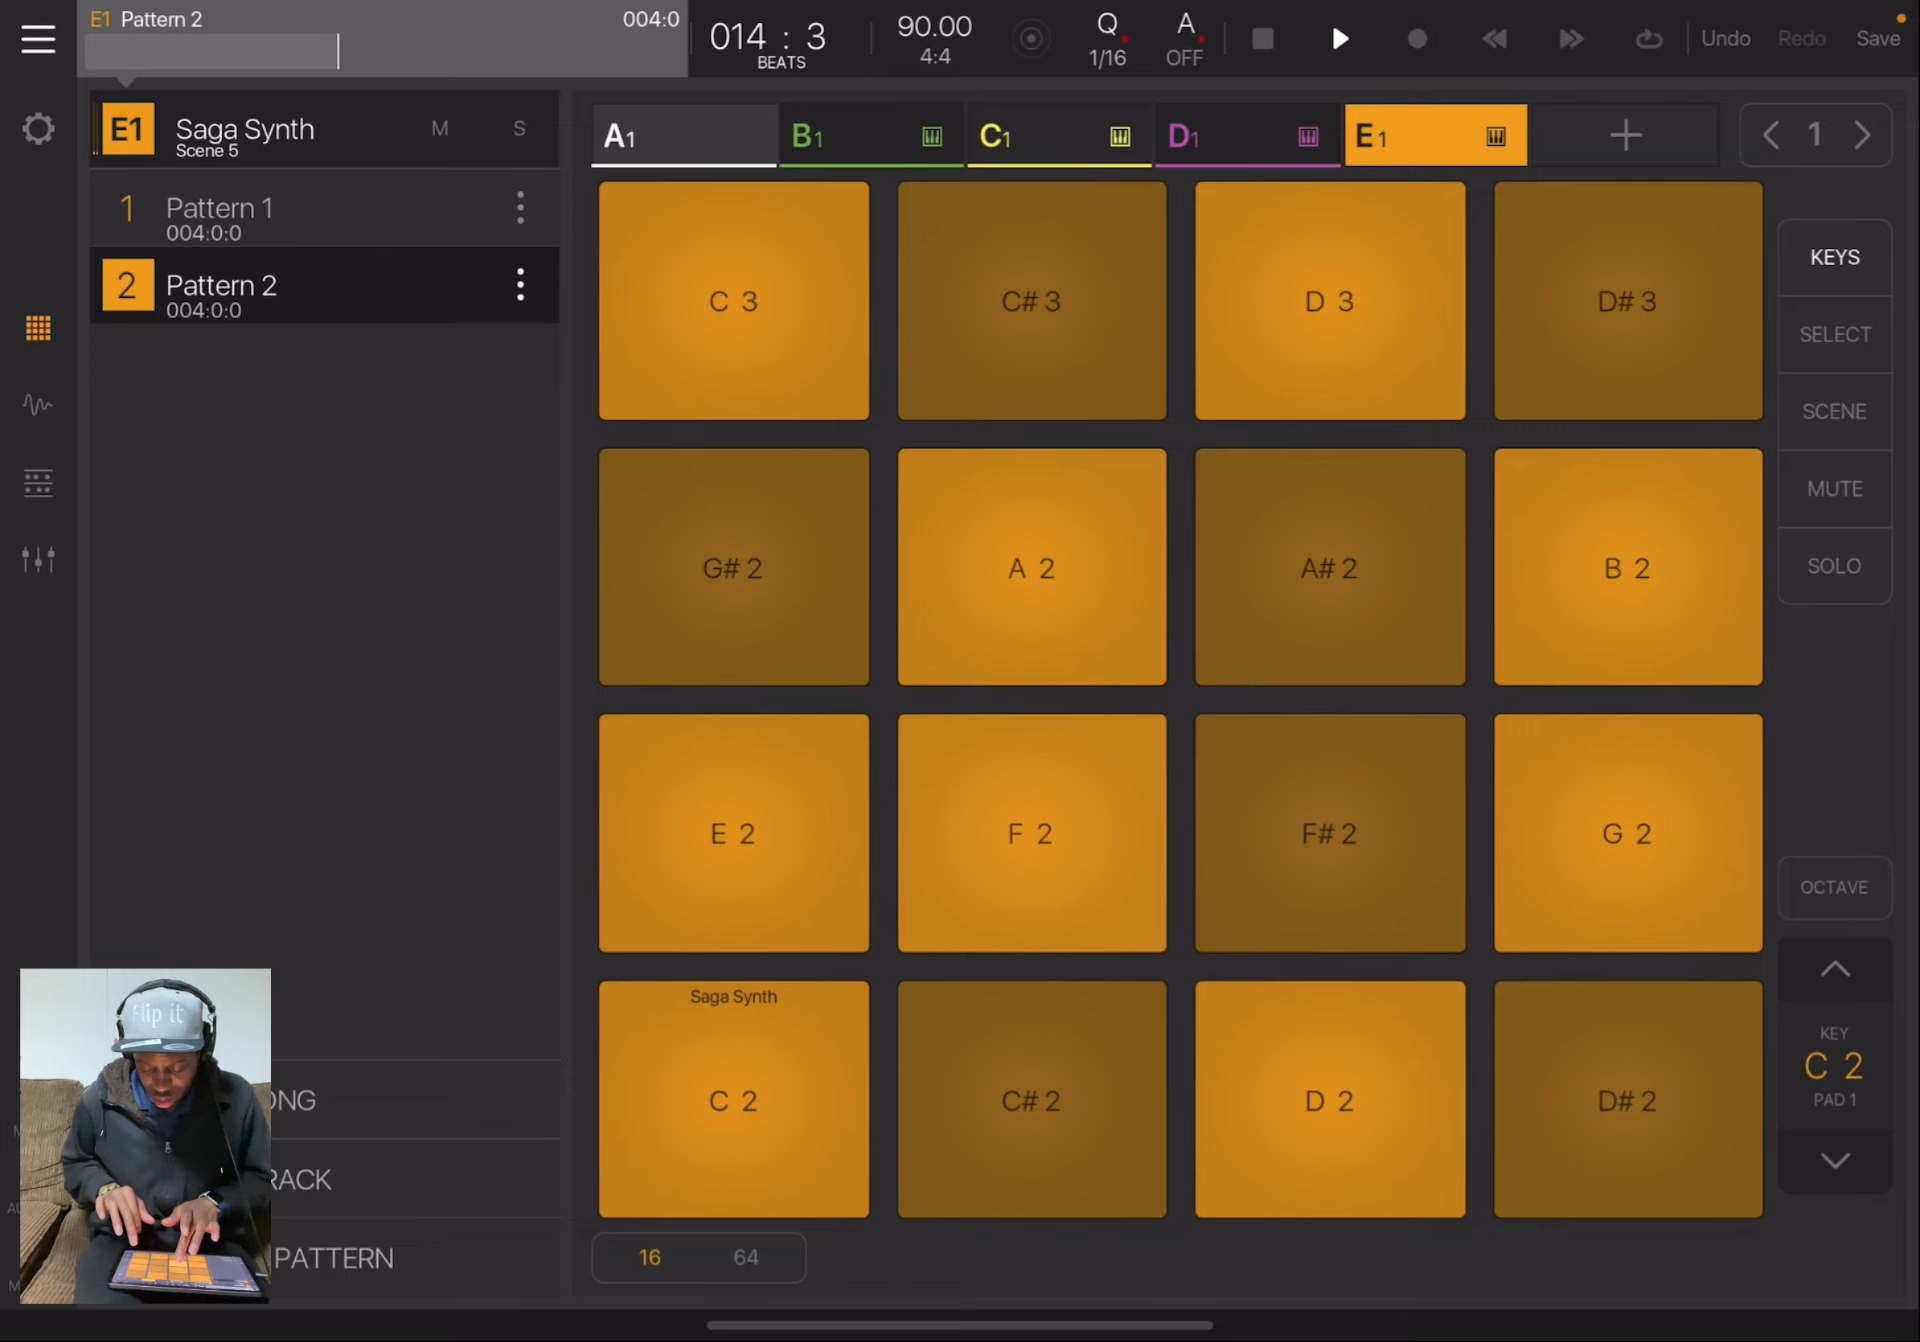 E1 Pattern 2 004:0
014 : 3
BEATS
90.00
4:4
Q
1/16
A
OFF
Undo Redo Save
E1 Saga Synth M S
Scene 5
1 Pattern 1
004:0:0
2 Pattern 2
004:0:0
A1 B1 C1 D1 E1 + 1
C 3 C# 3 D 3 D# 3
G# 2 A 2 A# 2 B 2
E 2 F 2 F# 2 G 2
Saga Synth
C 2 C# 2 D 2 D# 2
16 64
KEYS
SELECT
SCENE
MUTE
SOLO
OCTAVE
KEY
C 2
PAD 1
Flip it
PATTERN